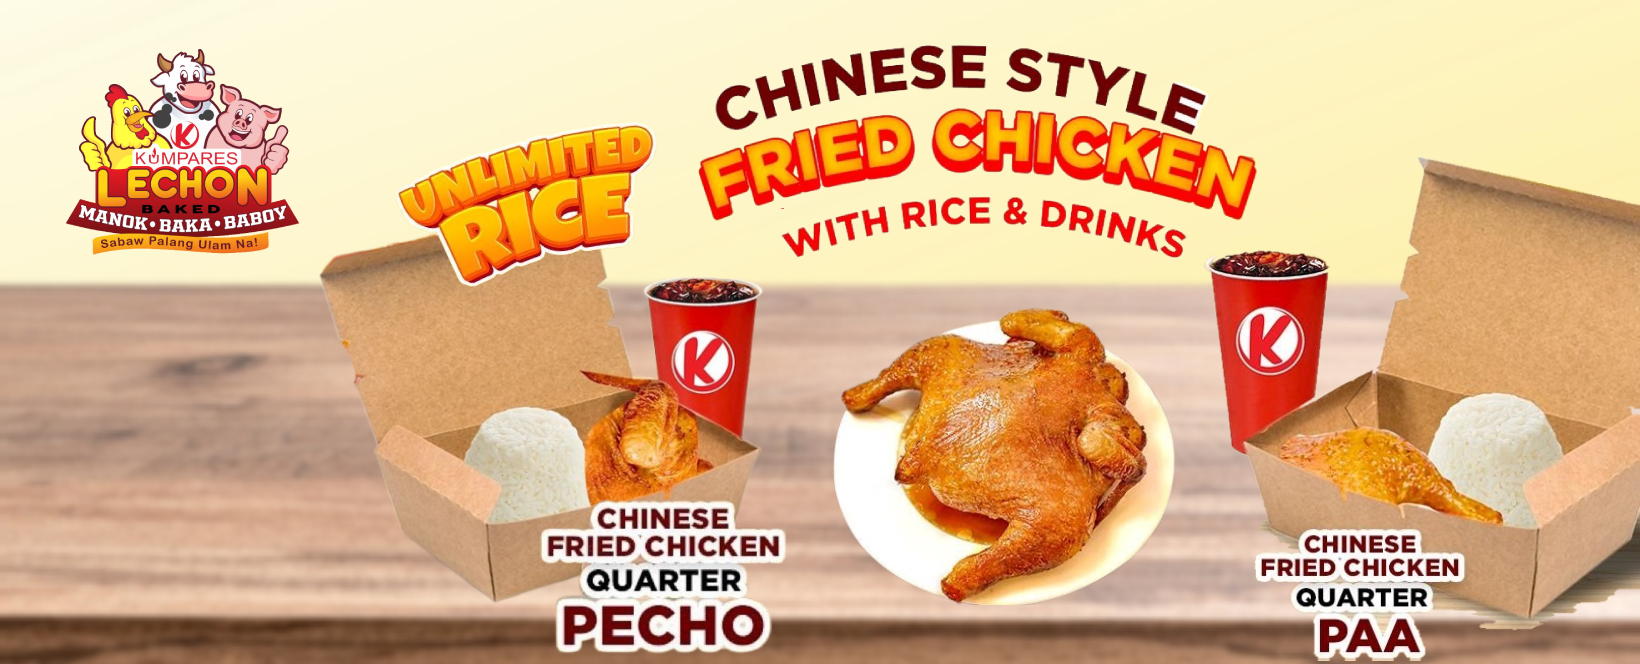 K
KUMPARES
LECHON
BAKED
MANOK • BAKA • BABOY
Sabaw Palang Ulam Na!
UNLIMITED
RICE
CHINESE STYLE
FRIED CHICKEN
WITH RICE & DRINKS
K
K
CHINESE
FRIED CHICKEN
QUARTER
PECHO
CHINESE
FRIED CHICKEN
QUARTER
PAA